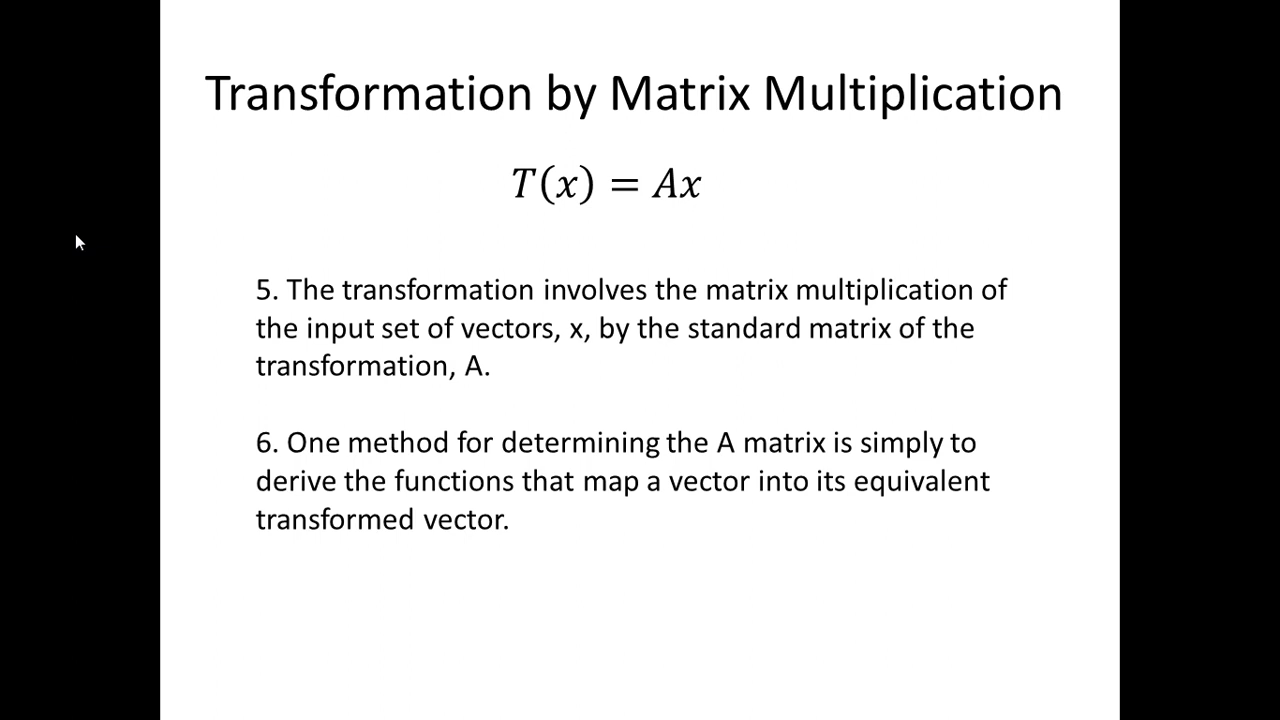 Transformation by Matrix Multiplication
T(x) = Ax
5. The transformation involves the matrix multiplication of
the input set of vectors, x, by the standard matrix of the
transformation, A.
6. One method for determining the A matrix is simply to
derive the functions that map a vector into its equivalent
transformed vector.